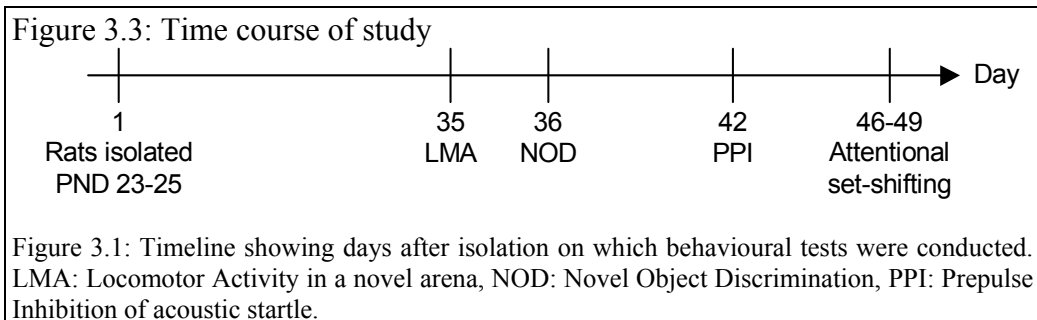 Figure 3.3: Time course of study
Day
1 35 36 42 46-49
Rats isolated LMA NOD PPI Attentional
PND 23-25 set-shifting
Figure 3.1: Timeline showing days after isolation on which behavioural tests were conducted.
LMA: Locomotor Activity in a novel arena, NOD: Novel Object Discrimination, PPI: Prepulse
Inhibition of acoustic startle.